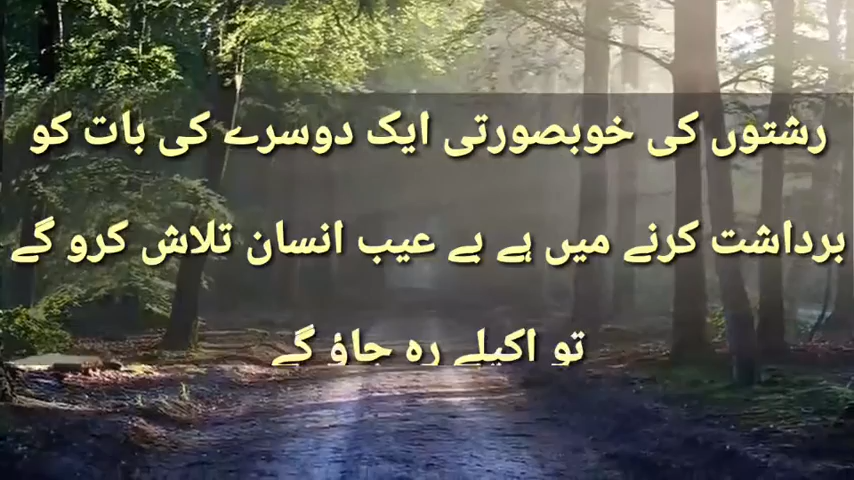 رشتوں کی خوبصورتی ایک دوسرے کی بات کو
برداشت کرنے میں ہے بے عیب انسان تلاش کرو گے
تو اکیلے رہ جاؤ گے